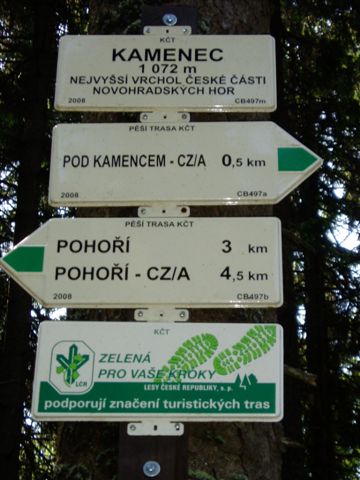 KČT
KAMENEC
1 072 m
NEJVYŠŠÍ VRCHOL ČESKÉ ČÁSTI
NOVOHRADSKÝCH HOR
2008 CB497m
PĚŠÍ TRASA KČT
POD KAMENCEM - CZ/A 0,5 km
2008 CB497a
PĚŠÍ TRASA KČT
POHOŘÍ 3 km
POHOŘÍ - CZ/A 4,5 km
2008 CB497b
KČT
ZELENÁ
PRO VAŠE KROKY
LČR
LESY ČESKÉ REPUBLIKY, s. p.
podporují značení turistických tras